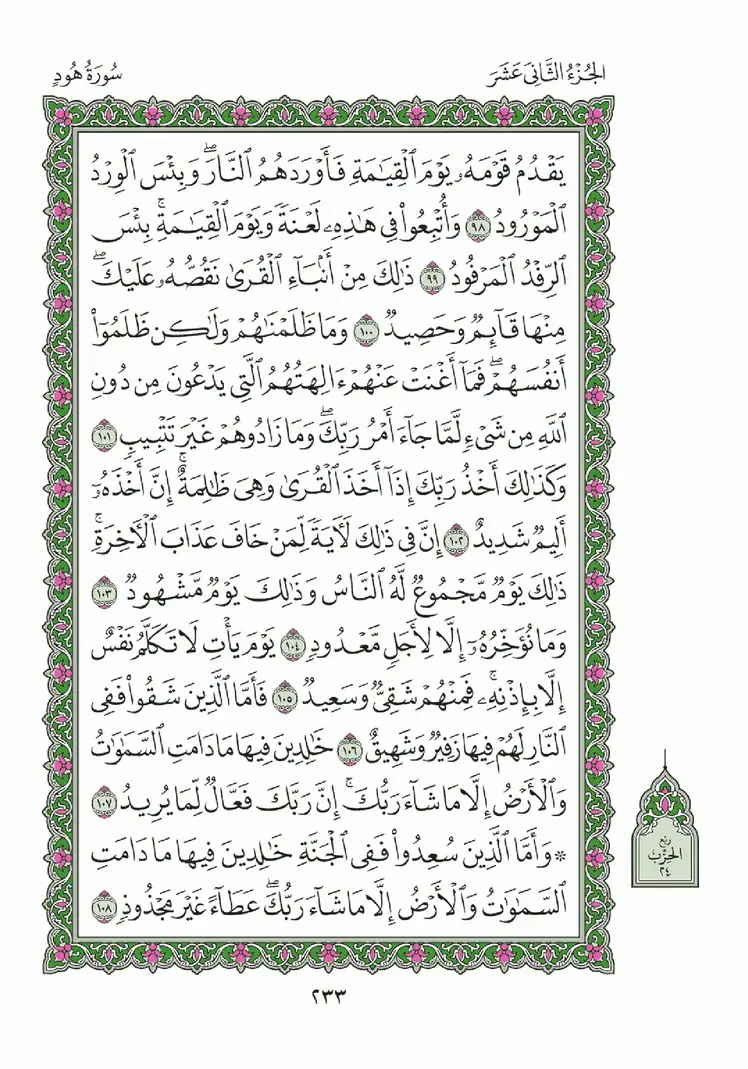 الجُزْءُ الثَّانِي عَشَرَ
سُورَةُ هُودٍ
يَقْدُمُ قَوْمَهُۥ يَوْمَ ٱلْقِيَٰمَةِ فَأَوْرَدَهُمُ ٱلنَّارَۖ وَبِئْسَ ٱلْوِرْدُ
ٱلْمَوْرُودُ ٩٨ وَأُتْبِعُوا۟ فِى هَٰذِهِۦ لَعْنَةً وَيَوْمَ ٱلْقِيَٰمَةِۚ بِئْسَ
ٱلرِّفْدُ ٱلْمَرْفُودُ ٩٩ ذَٰلِكَ مِنْ أَنۢبَآءِ ٱلْقُرَىٰ نَقُصُّهُۥ عَلَيْكَۖ
مِنْهَا قَآئِمٌ وَحَصِيدٌ ١٠٠ وَمَا ظَلَمْنَٰهُمْ وَلَٰكِن ظَلَمُوٓا۟
أَنفُسَهُمْۖ فَمَآ أَغْنَتْ عَنْهُمْ ءَالِهَتُهُمُ ٱلَّتِى يَدْعُونَ مِن دُونِ
ٱللَّهِ مِن شَىْءٍ لَّمَّا جَآءَ أَمْرُ رَبِّكَۖ وَمَا زَادُوهُمْ غَيْرَ تَتْبِيبٍ ١٠١
وَكَذَٰلِكَ أَخْذُ رَبِّكَ إِذَآ أَخَذَ ٱلْقُرَىٰ وَهِىَ ظَٰلِمَةٌۚ إِنَّ أَخْذَهُۥٓ
أَلِيمٌ شَدِيدٌ ١٠٢ إِنَّ فِى ذَٰلِكَ لَءَايَةً لِّمَنْ خَافَ عَذَابَ ٱلْءَاخِرَةِۚ
ذَٰلِكَ يَوْمٌ مَّجْمُوعٌ لَّهُ ٱلنَّاسُ وَذَٰلِكَ يَوْمٌ مَّشْهُودٌ ١٠٣
وَمَا نُؤَخِّرُهُۥٓ إِلَّا لِأَجَلٍ مَّعْدُودٍ ١٠٤ يَوْمَ يَأْتِ لَا تَكَلَّمُ نَفْسٌ
إِلَّا بِإِذْنِهِۦۚ فَمِنْهُمْ شَقِىٌّ وَسَعِيدٌ ١٠٥ فَأَمَّا ٱلَّذِينَ شَقُوا۟ فَفِى
ٱلنَّارِ لَهُمْ فِيهَا زَفِيرٌ وَشَهِيقٌ ١٠٦ خَٰلِدِينَ فِيهَا مَا دَامَتِ ٱلسَّمَٰوَٰتُ
وَٱلْأَرْضُ إِلَّا مَا شَآءَ رَبُّكَۚ إِنَّ رَبَّكَ فَعَّالٌ لِّمَا يُرِيدُ ١٠٧
* وَأَمَّا ٱلَّذِينَ سُعِدُوا۟ فَفِى ٱلْجَنَّةِ خَٰلِدِينَ فِيهَا مَا دَامَتِ
ٱلسَّمَٰوَٰتُ وَٱلْأَرْضُ إِلَّا مَا شَآءَ رَبُّكَۖ عَطَآءً غَيْرَ مَجْذُوذٍ ١٠٨
رُبْع
الحِزْب
٢٤
٢٣٣